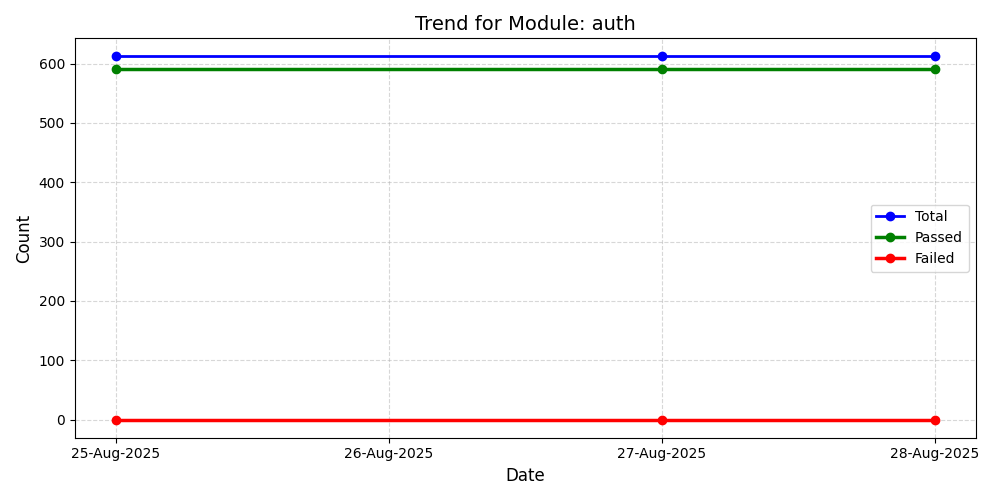 Trend for Module: auth
600
500
400
300
200
100
0
Count
Total
Passed
Failed
25-Aug-2025
26-Aug-2025
27-Aug-2025
28-Aug-2025
Date